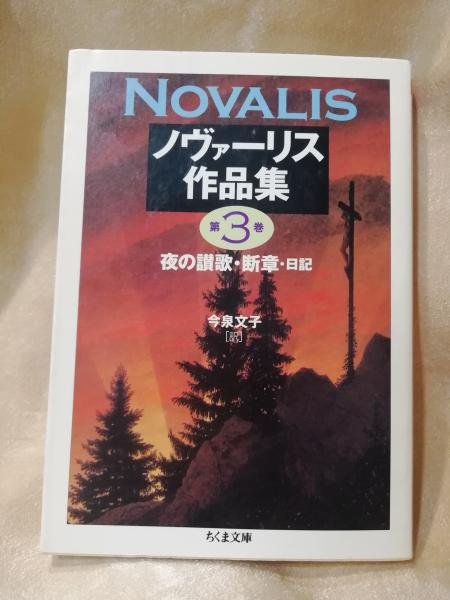 NOVALIS
ノヴァーリス
作品集
第3巻
夜の讃歌・断章・日記
今泉文子
[訳]
ちくま文庫